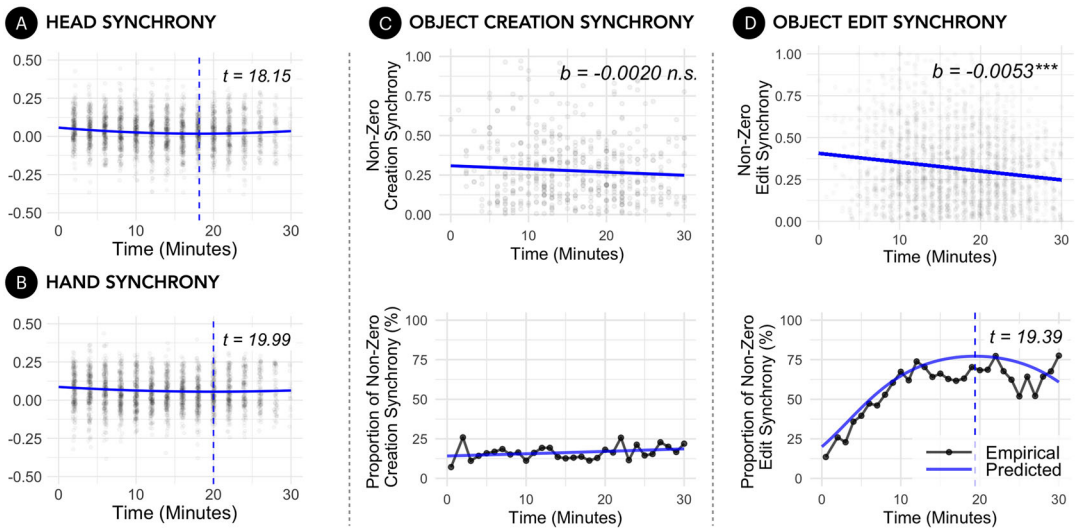 A HEAD SYNCHRONY
0.50
0.25
0.00
-0.25
-0.50
t = 18.15
0 10 20 30
Time (Minutes)
B HAND SYNCHRONY
0.50
0.25
0.00
-0.25
-0.50
t = 19.99
0 10 20 30
Time (Minutes)
C OBJECT CREATION SYNCHRONY
Non-Zero
Creation Synchrony
1.00
0.75
0.50
0.25
0.00
b = -0.0020 n.s.
0 10 20 30
Time (Minutes)
Proportion of Non-Zero
Creation Synchrony (%)
100
75
50
25
0
0 10 20 30
Time (Minutes)
D OBJECT EDIT SYNCHRONY
Non-Zero
Edit Synchrony
1.00
0.75
0.50
0.25
0.00
b = -0.0053***
0 10 20 30
Time (Minutes)
Proportion of Non-Zero
Edit Synchrony (%)
100
75
50
25
0
t = 19.39
Empirical
Predicted
0 10 20 30
Time (Minutes)